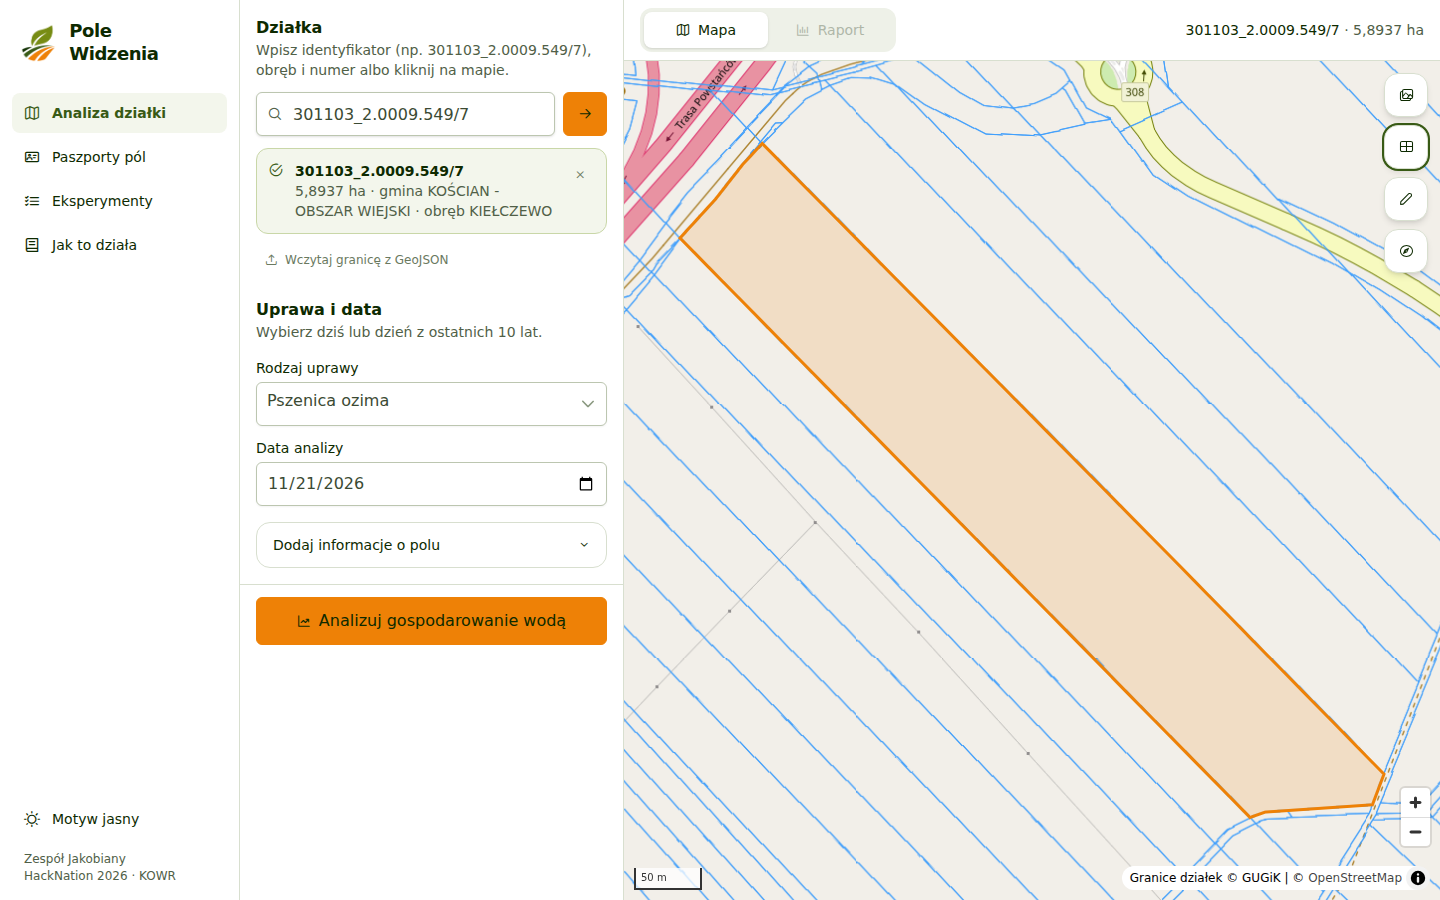 Pole
Widzenia
Analiza działki
Paszporty pól
Eksperymenty
Jak to działa
Motyw jasny
Zespół Jakobiany
HackNation 2026 · KOWR
Działka
Wpisz identyfikator (np. 301103_2.0009.549/7),
obręb i numer albo kliknij na mapie.
301103_2.0009.549/7
301103_2.0009.549/7
5,8937 ha · gmina KOŚCIAN -
OBSZAR WIEJSKI · obręb KIEŁCZEWO
Wczytaj granicę z GeoJSON
Uprawa i data
Wybierz dziś lub dzień z ostatnich 10 lat.
Rodzaj uprawy
Pszenica ozima
Data analizy
11/21/2026
Dodaj informacje o polu
Analizuj gospodarowanie wodą
Mapa
Raport
301103_2.0009.549/7 · 5,8937 ha
Trasa
308
50 m
Granice działek © GUGiK | © OpenStreetMap